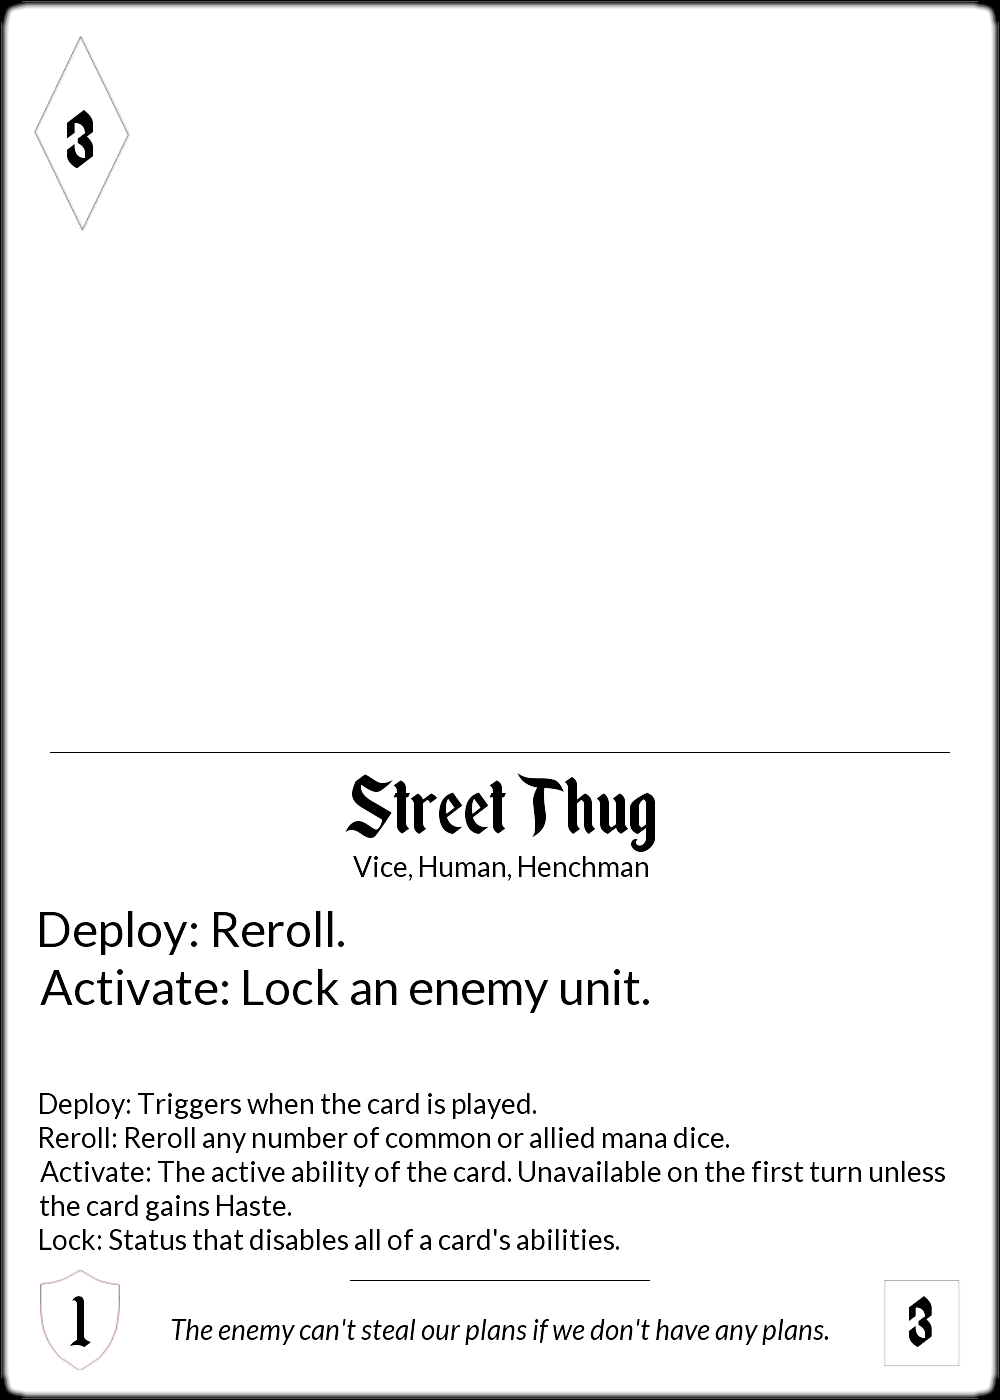 3
Street Thug
Vice, Human, Henchman
Deploy: Reroll.
Activate: Lock an enemy unit.
Deploy: Triggers when the card is played.
Reroll: Reroll any number of common or allied mana dice.
Activate: The active ability of the card. Unavailable on the first turn unless
the card gains Haste.
Lock: Status that disables all of a card's abilities.
1
The enemy can't steal our plans if we don't have any plans.
3